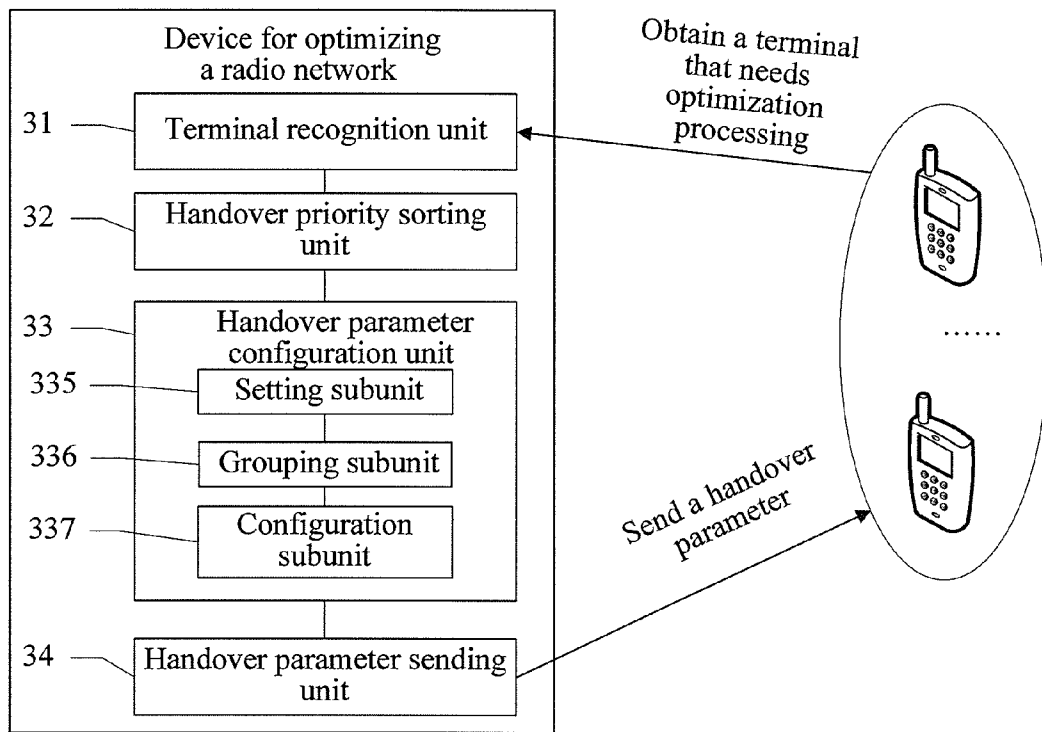 Device for optimizing
a radio network
31
Terminal recognition unit
32
Handover priority sorting
unit
33
Handover parameter
configuration unit
335
Setting subunit
336
Grouping subunit
337
Configuration
subunit
34
Handover parameter sending
unit
Obtain a terminal
that needs
optimization
processing
......
Send a handover
parameter